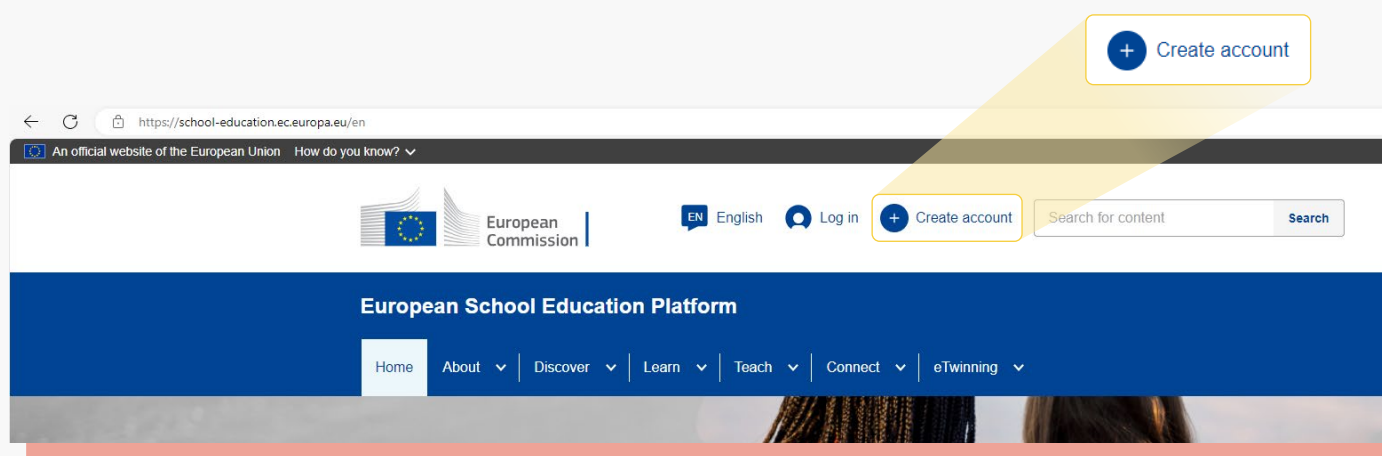 + Create account
https://school-education.ec.europa.eu/en
An official website of the European Union How do you know?
European
Commission
EN English Log in + Create account Search for content Search
European School Education Platform
Home About Discover Learn Teach Connect eTwinning